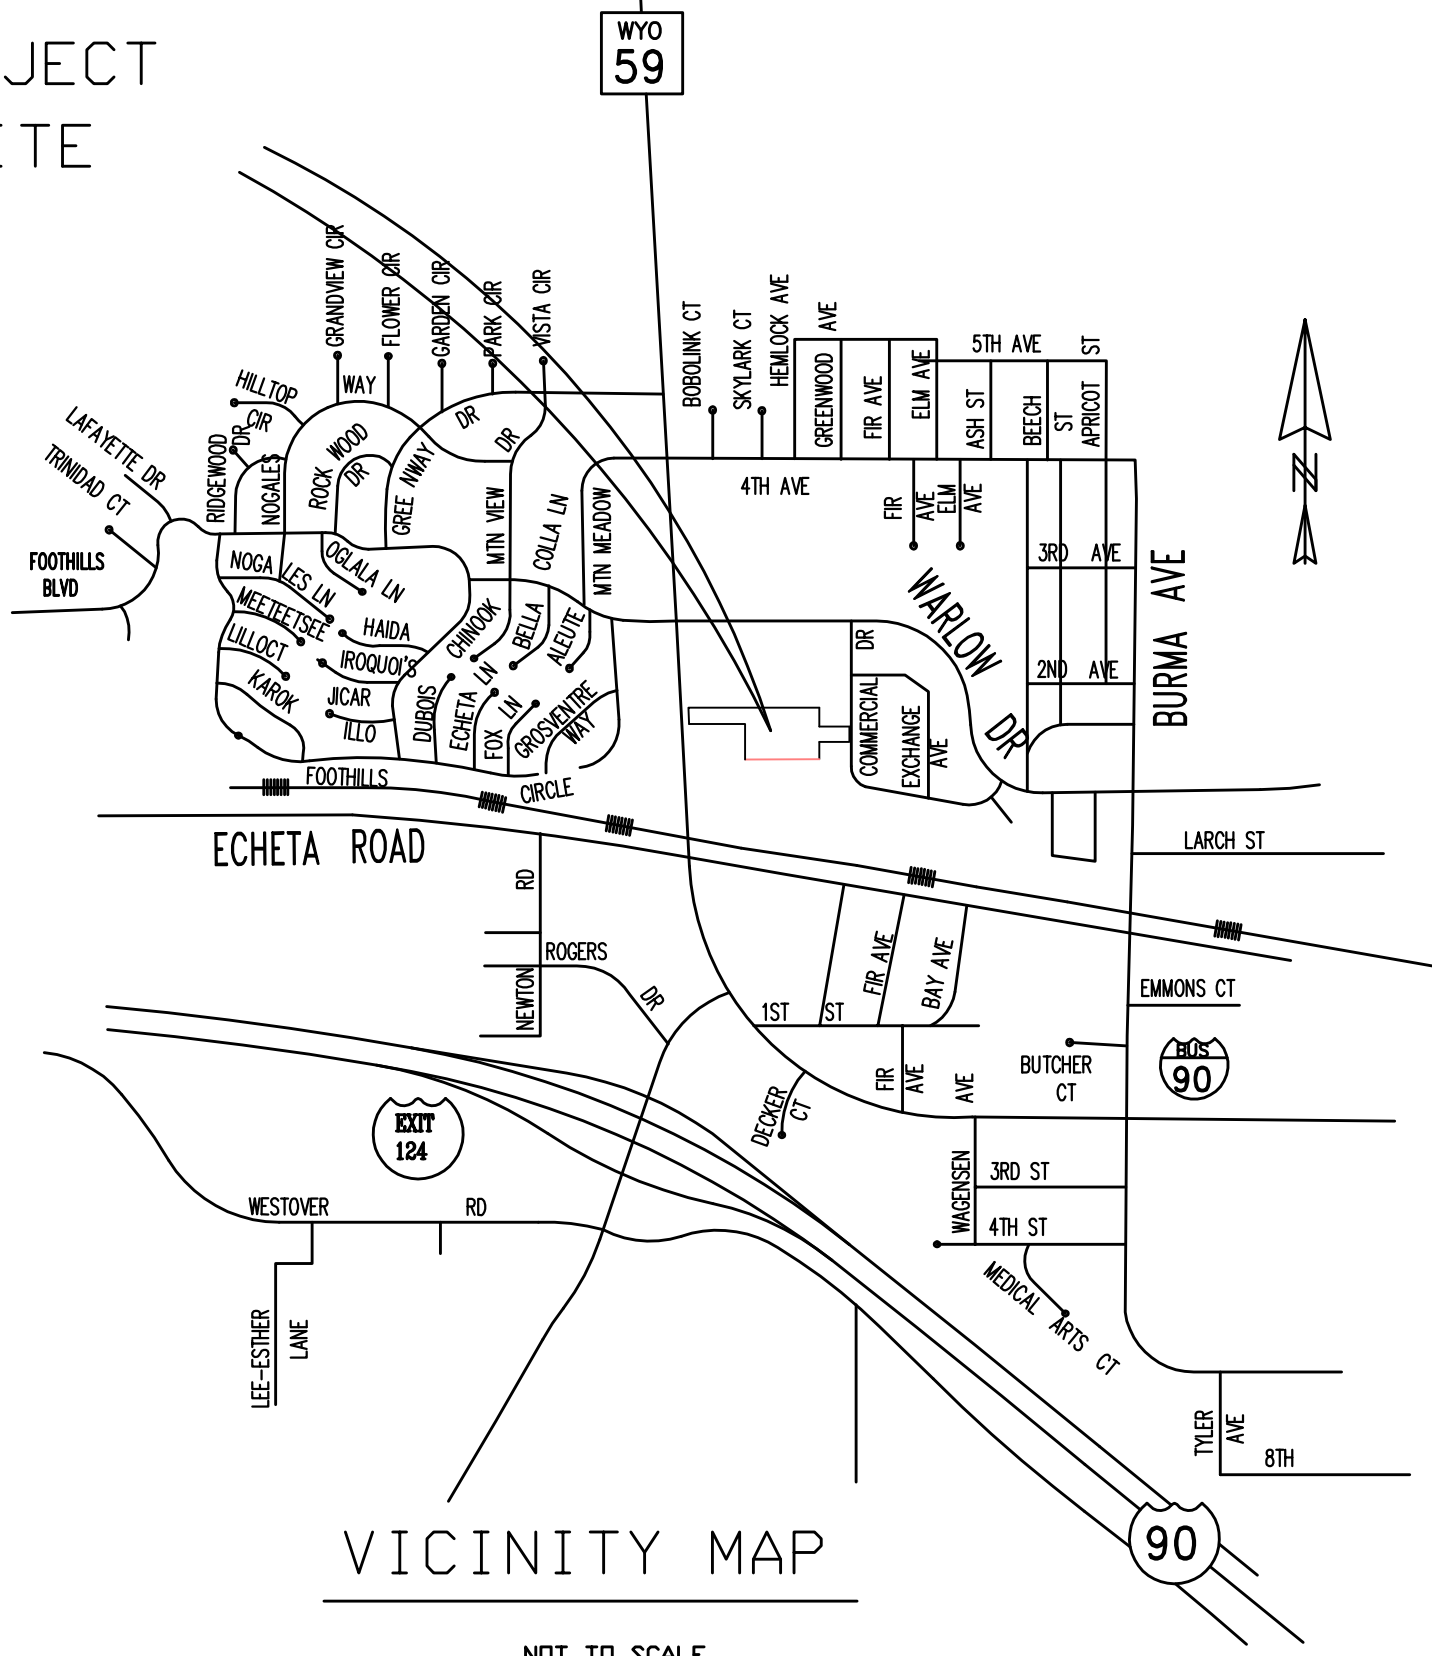 WYO
59
JECT
TE
GRANDVIEW CIR
FLOWER CIR
GARDEN CIR
PARK CIR
VISTA CIR
BOBOLINK CT
SKYLARK CT
HEMLOCK AVE
GREENWOOD
AVE
FIR AVE
ELM AVE
5TH AVE
ASH ST
BEECH
ST
APRICOT
ST
HILLTOP
CIR
WAY
LAFAYETTE DR
TRINIDAD CT
RIDGEWOOD
DR
NOGALES
ROCK
WOOD
DR
GREE NWAY
DR
DR
MTN VIEW
COLLA LN
MTN MEADOW
4TH AVE
FIR
AVE
ELM
AVE
3RD AVE
2ND AVE
BURMA AVE
WARLOW
DR
N
FOOTHILLS
BLVD
NOGA
LES LN
OGLALA LN
MEETEETSEE
HAIDA
LILLOCT
IROQUOI'S
KAROK
JICAR
ILLO
CHINOOK
LN
BELLA
ALEUTE
DUBOIS
ECHETA
FOX
LN
GROSVENTRE
WAY
DR
COMMERCIAL
EXCHANGE
AVE
FOOTHILLS
CIRCLE
ECHETA ROAD
LARCH ST
RD
NEWTON
ROGERS
DR
FIR AVE
BAY AVE
1ST ST
EMMONS CT
BUTCHER
CT
BUS
90
FIR
AVE
AVE
DECKER
CT
EXIT
124
WAGENSEN
3RD ST
4TH ST
WESTOVER RD
MEDICAL ARTS CT
LEE-ESTHER
LANE
TYLER
AVE
8TH
90
VICINITY MAP
NOT TO SCALE